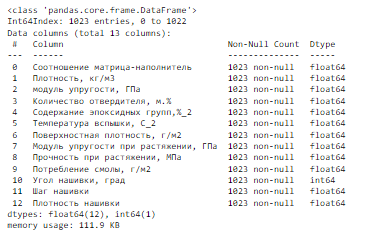 <class 'pandas.core.frame.DataFrame'>
Int64Index: 1023 entries, 0 to 1022
Data columns (total 13 columns):
 #   Column                                Non-Null Count  Dtype
---  ------                                --------------  -----
 0   Соотношение матрица-наполнитель       1023 non-null   float64
 1   Плотность, кг/м3                      1023 non-null   float64
 2   модуль упругости, ГПа                 1023 non-null   float64
 3   Количество отвердителя, м.%           1023 non-null   float64
 4   Содержание эпоксидных групп,%_2       1023 non-null   float64
 5   Температура вспышки, С_2              1023 non-null   float64
 6   Поверхностная плотность, г/м2         1023 non-null   float64
 7   Модуль упругости при растяжении, ГПа  1023 non-null   float64
 8   Прочность при растяжении, МПа         1023 non-null   float64
 9   Потребление смолы, г/м2               1023 non-null   float64
 10  Угол нашивки, град                    1023 non-null   int64
 11  Шаг нашивки                           1023 non-null   float64
 12  Плотность нашивки                     1023 non-null   float64
dtypes: float64(12), int64(1)
memory usage: 111.9 KB